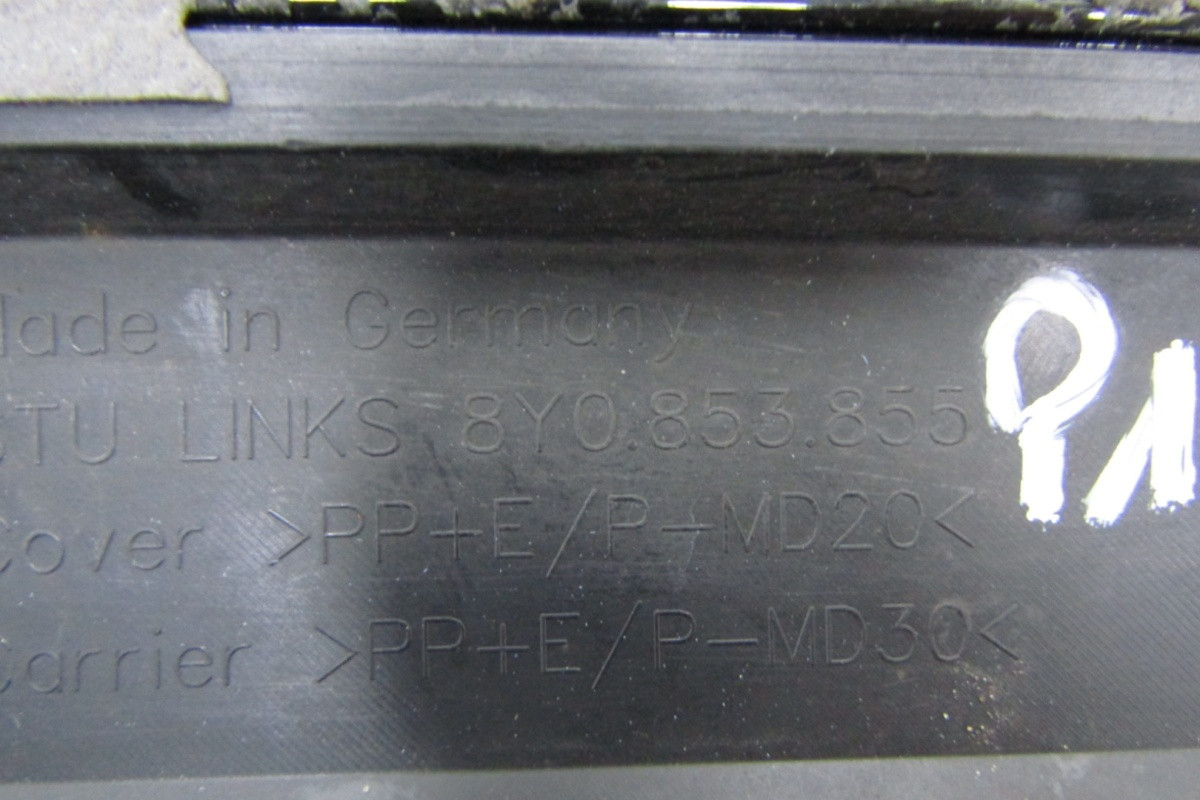 Made in Germany
STU LINKS 8Y0.853.855
Cover >PP+E/P-MD20<
Carrier >PP+E/P-MD30<